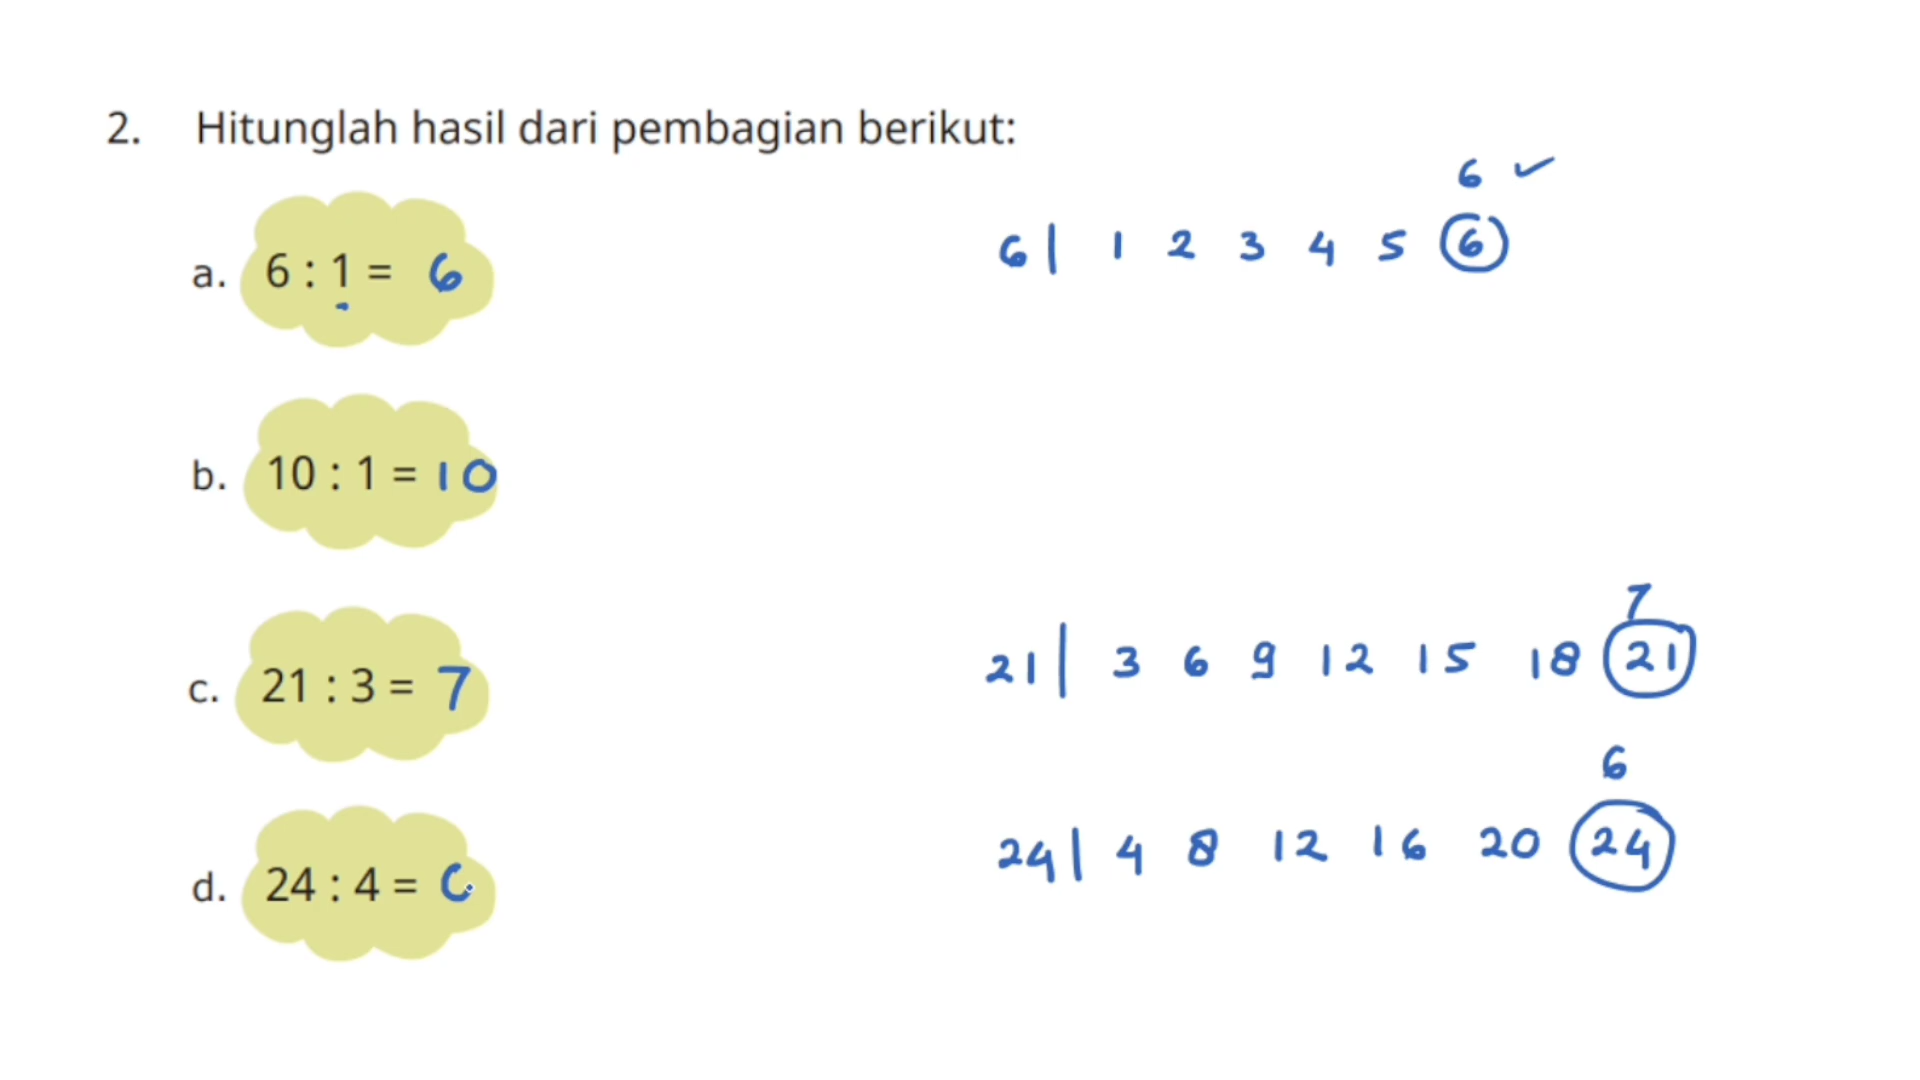 2. Hitunglah hasil dari pembagian berikut:
a. 6 : 1 = 6
6
6 | 1 2 3 4 5 6
b. 10 : 1 = 10
c. 21 : 3 = 7
7
21 | 3 6 9 12 15 18 21
d. 24 : 4 =
6
24 | 4 8 12 16 20 24